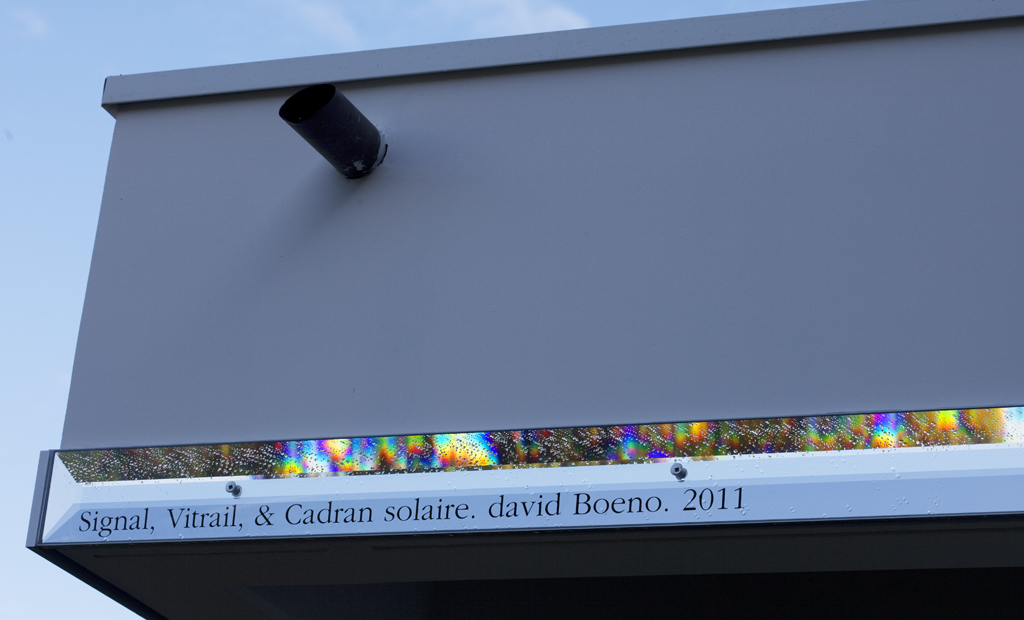 Signal, Vitrail, & Cadran solaire. david Boeno. 2011